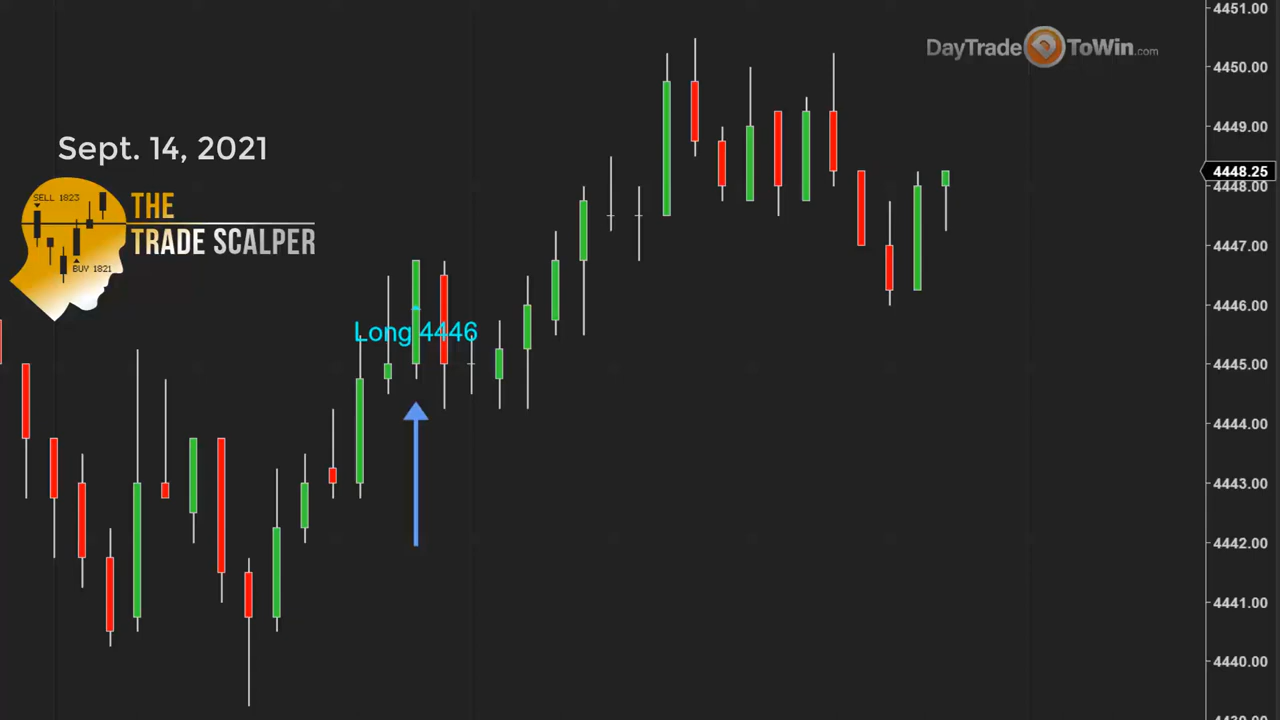 DayTradeToWin.com
Sept. 14, 2021
SELL 1823
BUY 1821
THE
TRADE SCALPER
Long 4446
4451.00
4450.00
4449.00
4448.25
4448.00
4447.00
4446.00
4445.00
4444.00
4443.00
4442.00
4441.00
4440.00